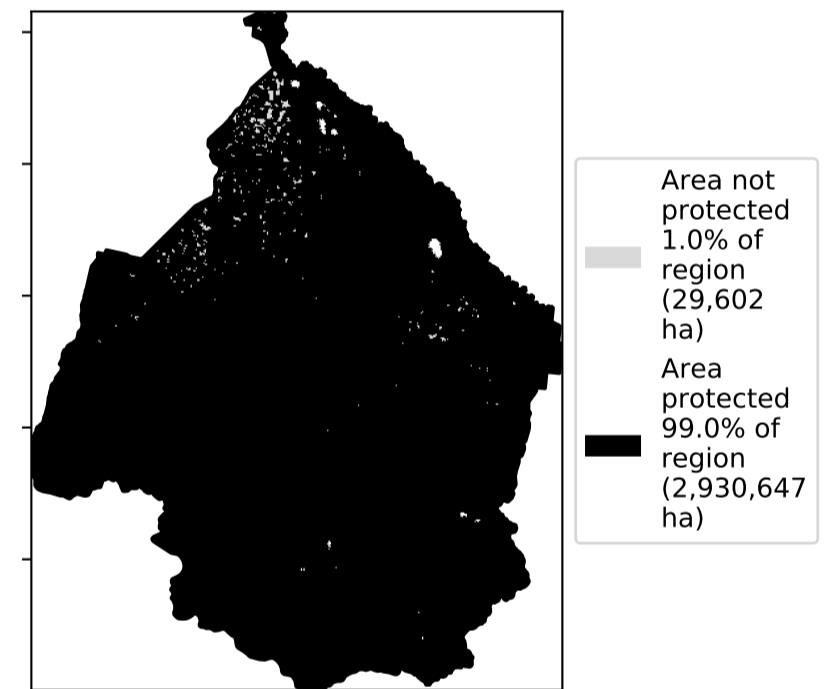 Area not
protected
1.0% of
region
(29,602
ha)
Area
protected
99.0% of
region
(2,930,647
ha)